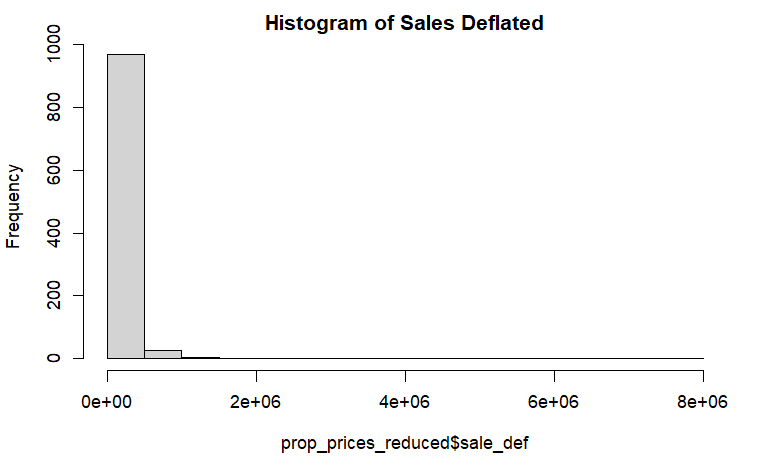 Histogram of Sales Deflated
Frequency
1000
800
600
400
200
0
0e+00 2e+06 4e+06 6e+06 8e+06
prop_prices_reduced$sale_def